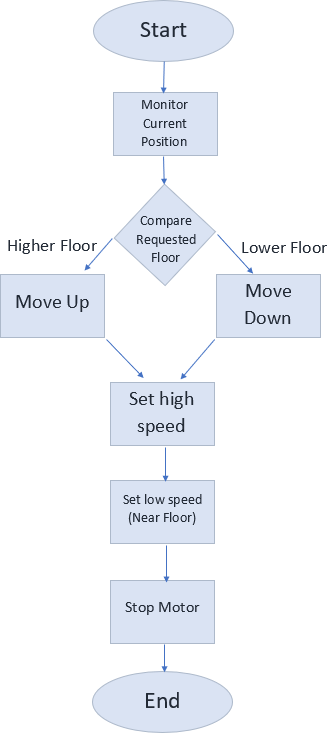 Start
Monitor
Current
Position
Compare
Requested
Floor
Higher Floor
Lower Floor
Move Up
Move
Down
Set high
speed
Set low speed
(Near Floor)
Stop Motor
End